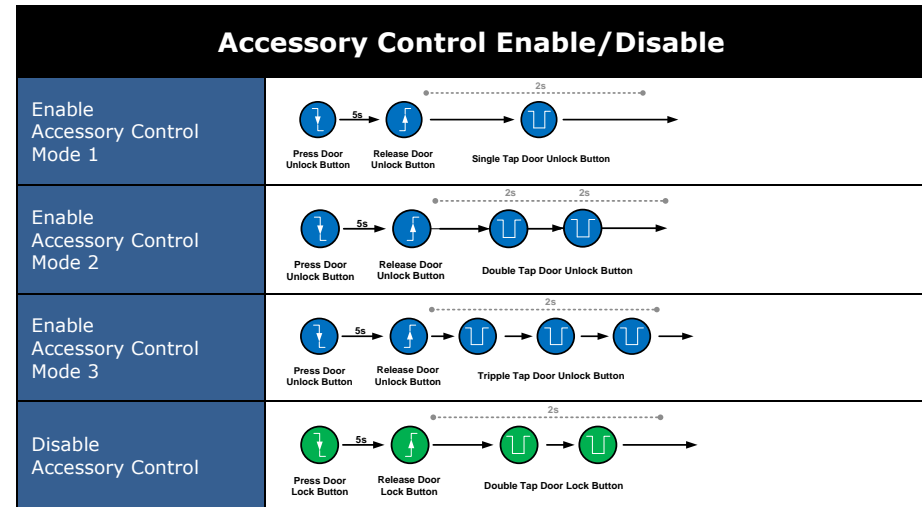 Accessory Control Enable/Disable
Enable
Accessory Control
Mode 1
2s
5s
Press Door
Unlock Button
Release Door
Unlock Button
Single Tap Door Unlock Button
Enable
Accessory Control
Mode 2
2s
2s
5s
Press Door
Unlock Button
Release Door
Unlock Button
Double Tap Door Unlock Button
Enable
Accessory Control
Mode 3
2s
5s
Press Door
Unlock Button
Release Door
Unlock Button
Tripple Tap Door Unlock Button
Disable
Accessory Control
2s
5s
Press Door
Lock Button
Release Door
Lock Button
Double Tap Door Lock Button